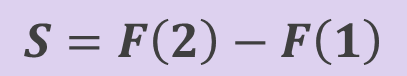 S = F(2) − F(1)